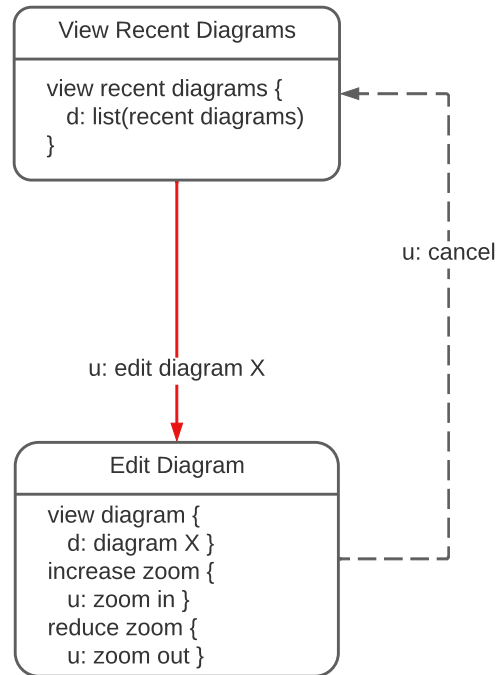 View Recent Diagrams
view recent diagrams {
d: list(recent diagrams)
}
u: cancel
u: edit diagram X
Edit Diagram
view diagram {
d: diagram X }
increase zoom {
u: zoom in }
reduce zoom {
u: zoom out }